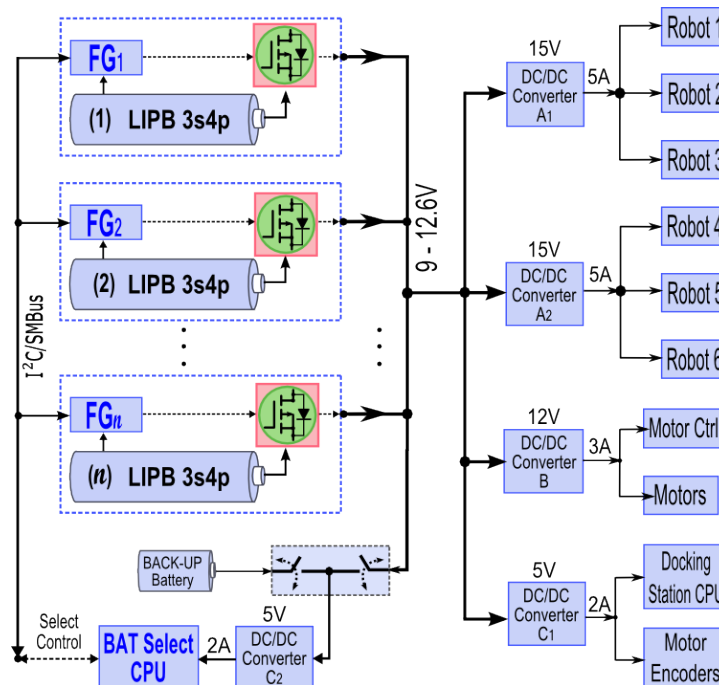 FG1
(1) LIPB 3s4p
FG2
(2) LIPB 3s4p
FGn
(n) LIPB 3s4p
I²C/SMBus
9 - 12.6V
BACK-UP
Battery
Select
Control
BAT Select
CPU
2A
5V
DC/DC
Converter
C2
15V
DC/DC
Converter
A1
5A
Robot 1
Robot 2
Robot 3
15V
DC/DC
Converter
A2
5A
Robot 4
Robot 5
Robot 6
12V
DC/DC
Converter
B
3A
Motor Ctrl
Motors
5V
DC/DC
Converter
C1
2A
Docking
Station CPU
Motor
Encoders